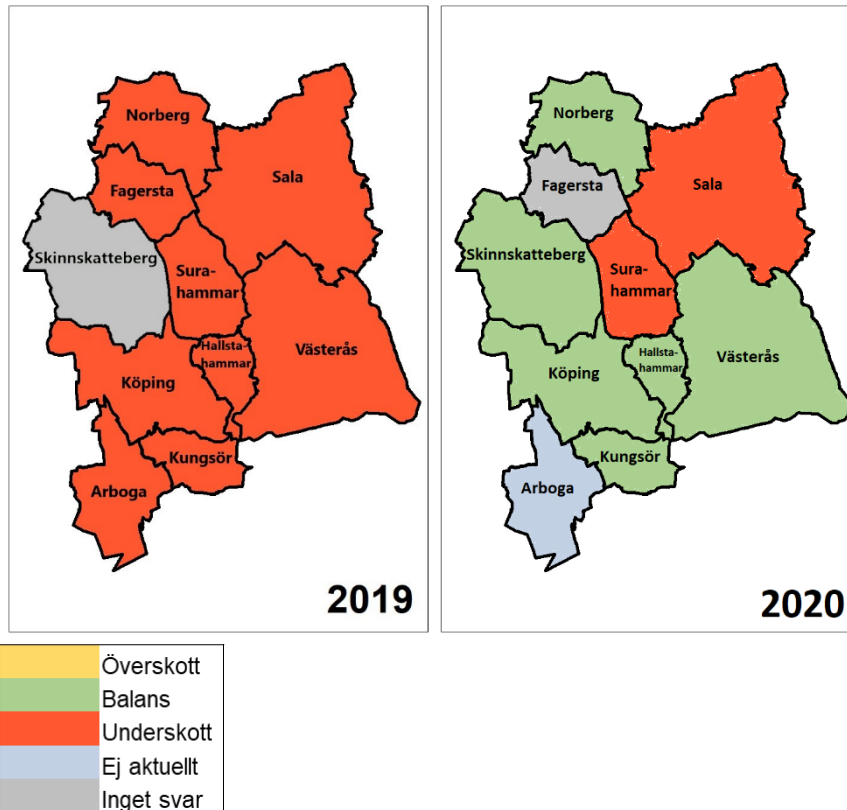 Norberg
Fagersta
Sala
Skinnskatteberg
Sura-
hammar
Hallsta-
hammar
Västerås
Köping
Kungsör
Arboga
2019
Norberg
Fagersta
Sala
Skinnskatteberg
Sura-
hammar
Hallsta-
hammar
Västerås
Köping
Kungsör
Arboga
2020
Överskott
Balans
Underskott
Ej aktuellt
Inget svar